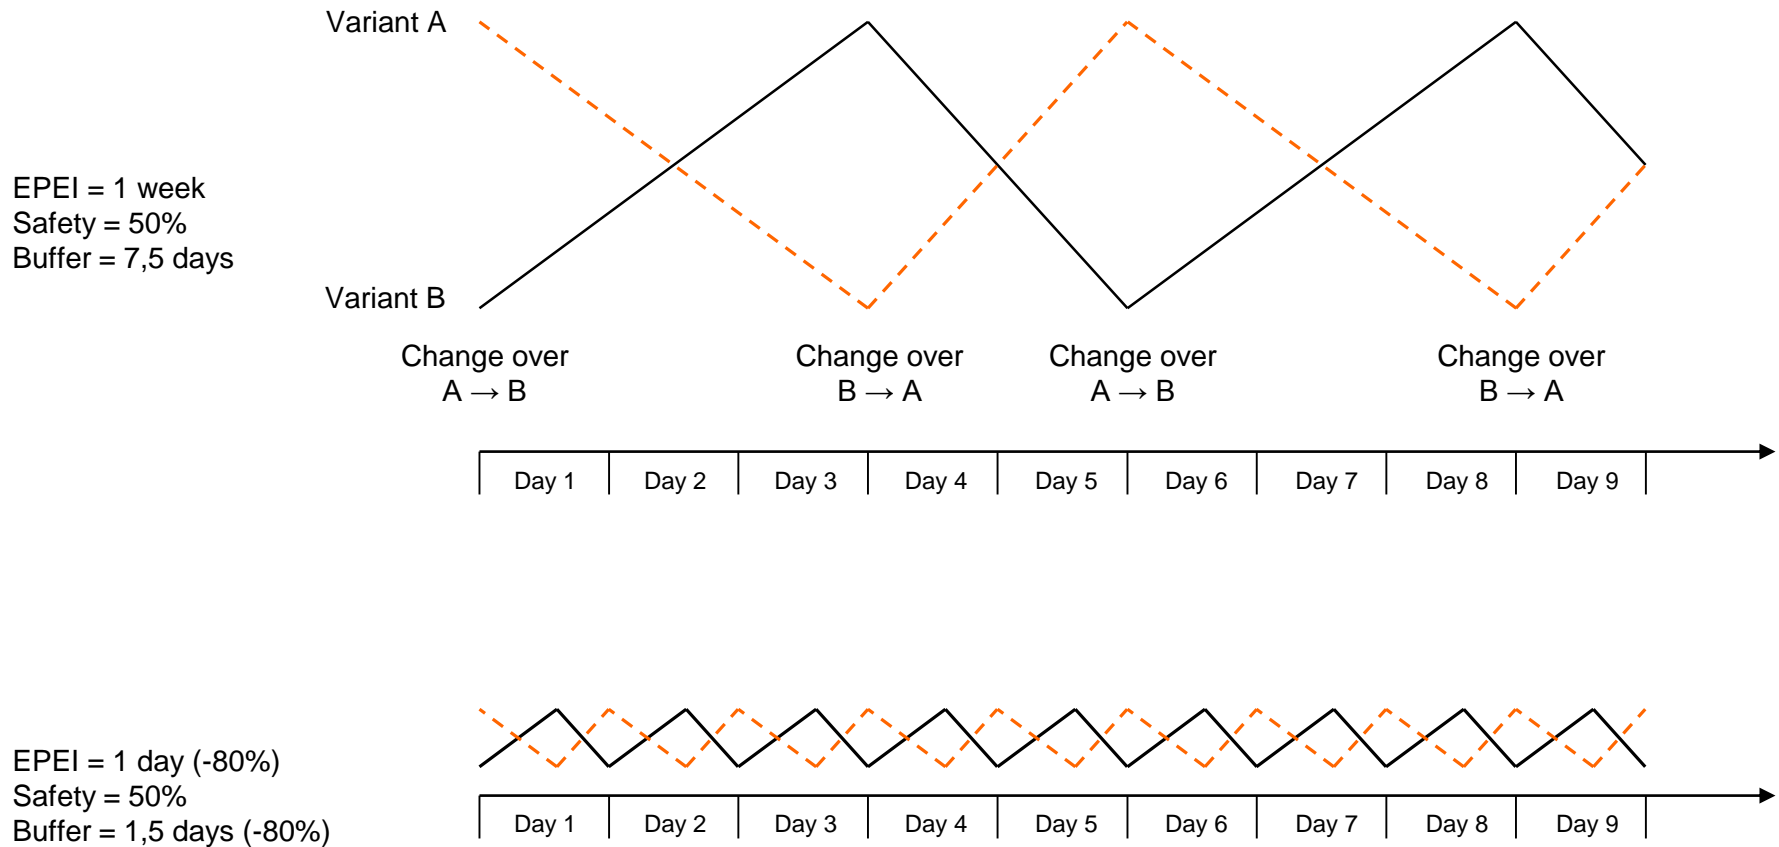 Variant A
EPEI = 1 week
Safety = 50%
Buffer = 7,5 days
Variant B
Change over
A → B
Change over
B → A
Change over
A → B
Change over
B → A
Day 1
Day 2
Day 3
Day 4
Day 5
Day 6
Day 7
Day 8
Day 9
EPEI = 1 day (-80%)
Safety = 50%
Buffer = 1,5 days (-80%)
Day 1
Day 2
Day 3
Day 4
Day 5
Day 6
Day 7
Day 8
Day 9